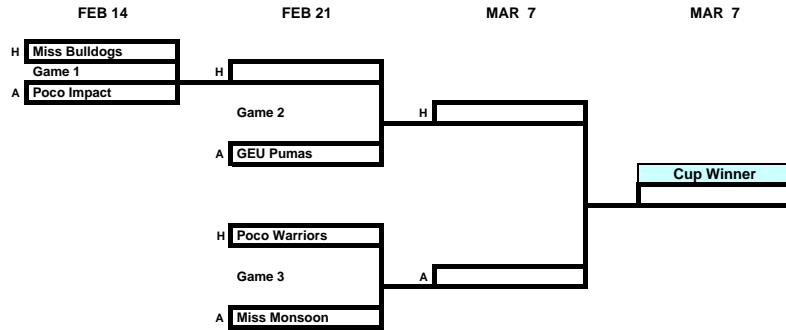 FEB 14 FEB 21 MAR 7 MAR 7
H Miss Bulldogs
Game 1 H
A Poco Impact
Game 2 H
A GEU Pumas
Cup Winner
H Poco Warriors
Game 3 A
A Miss Monsoon